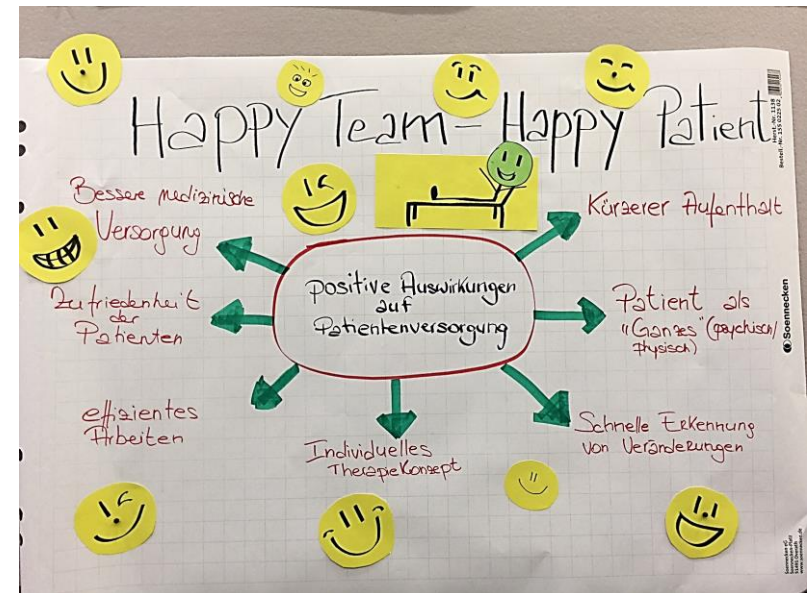 Happy Team - Happy Patient
Bessere medizinische
Versorgung
Zufriedenheit
der
Patienten
effizientes
Arbeiten
positive Auswirkungen
auf
Patientenversorgung
Individuelles
Therapiekonzept
Kürzerer Aufenthalt
Patient als
"Ganzes" (psychisch/
Physisch)
Schnelle Erkennung
von Veränderungen
Soennecken